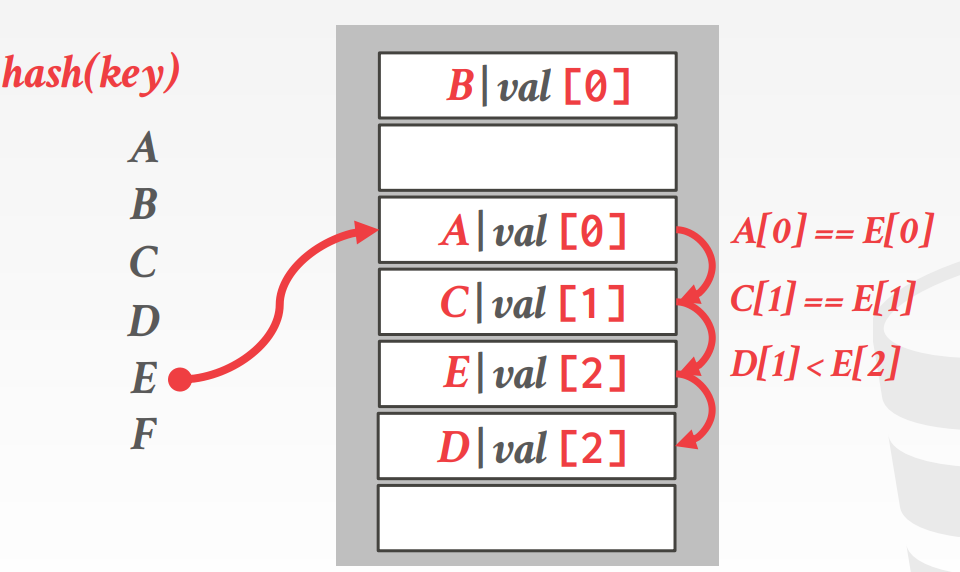 hash(key)
A
B
C
D
E
F
B|val [0]
A|val [0]
C|val [1]
E|val [2]
D|val [2]
A[0] == E[0]
C[1] == E[1]
D[1] < E[2]